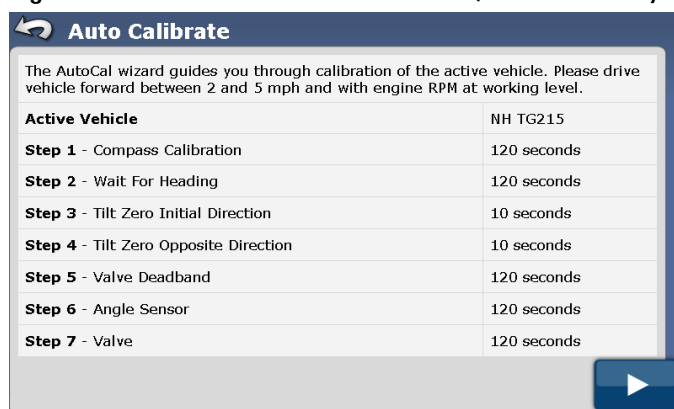 Auto Calibrate
The AutoCal wizard guides you through calibration of the active vehicle. Please drive
vehicle forward between 2 and 5 mph and with engine RPM at working level.
Active Vehicle NH TG215
Step 1 - Compass Calibration 120 seconds
Step 2 - Wait For Heading 120 seconds
Step 3 - Tilt Zero Initial Direction 10 seconds
Step 4 - Tilt Zero Opposite Direction 10 seconds
Step 5 - Valve Deadband 120 seconds
Step 6 - Angle Sensor 120 seconds
Step 7 - Valve 120 seconds